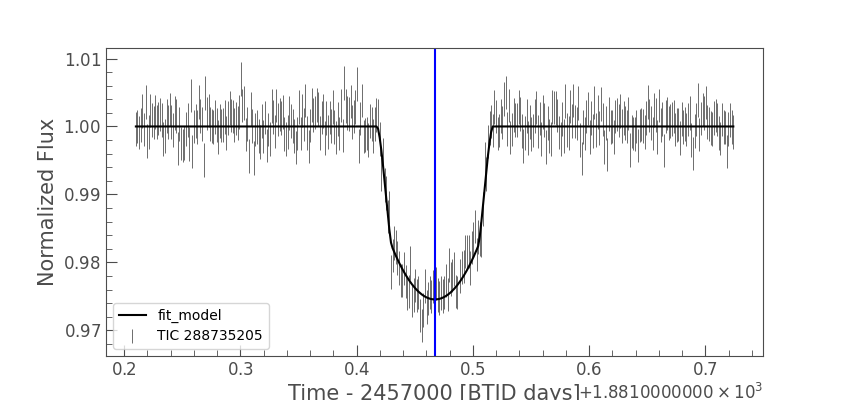 1.01
1.00
0.99
0.98
0.97
Normalized Flux
fit_model
TIC 288735205
0.2 0.3 0.4 0.5 0.6 0.7
Time - 2457000 [BTJD days]
+1.8810000000 × 10³